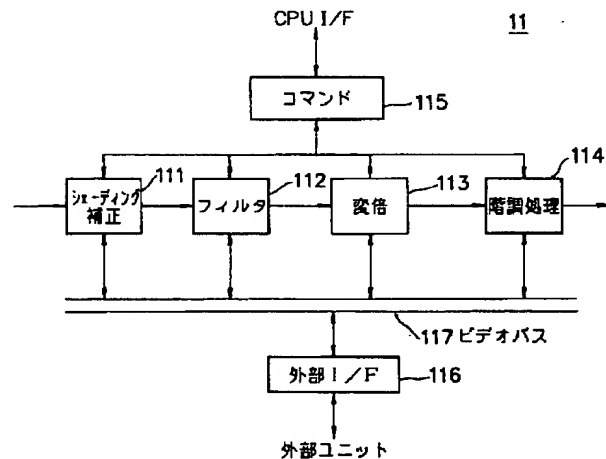 CPU I/F
11
コマンド
115
シェーディング
補正
111
フィルタ
112
変倍
113
階調処理
114
117 ビデオバス
外部 I/F
116
外部ユニット